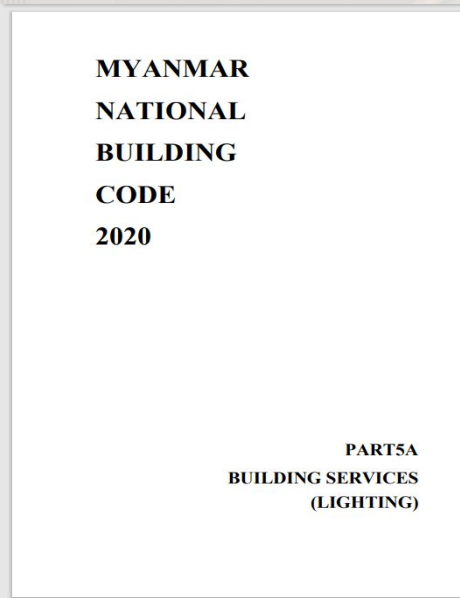 MYANMAR
NATIONAL
BUILDING
CODE
2020
PART5A
BUILDING SERVICES
(LIGHTING)